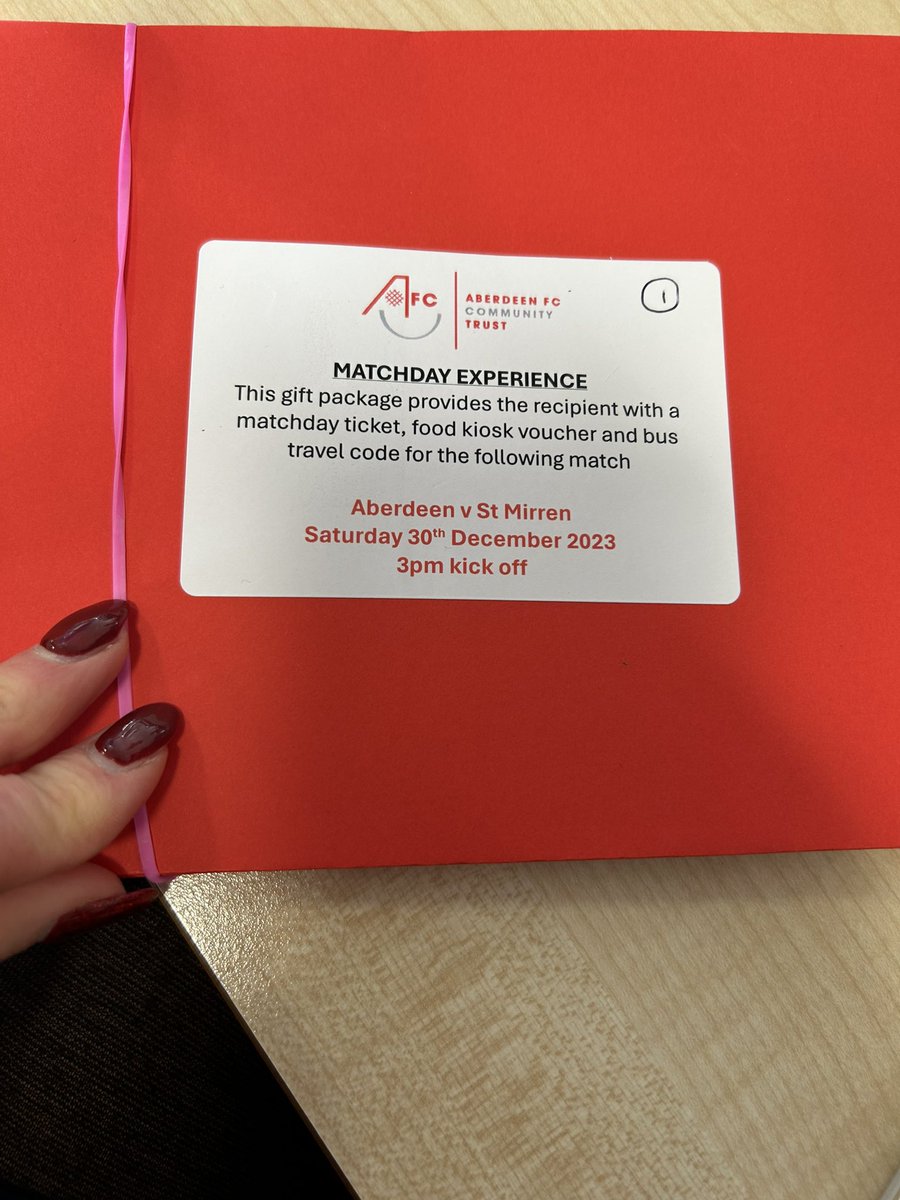 AFC
ABERDEEN FC
COMMUNITY
TRUST
1
MATCHDAY EXPERIENCE
This gift package provides the recipient with a
matchday ticket, food kiosk voucher and bus
travel code for the following match
Aberdeen v St Mirren
Saturday 30th December 2023
3pm kick off